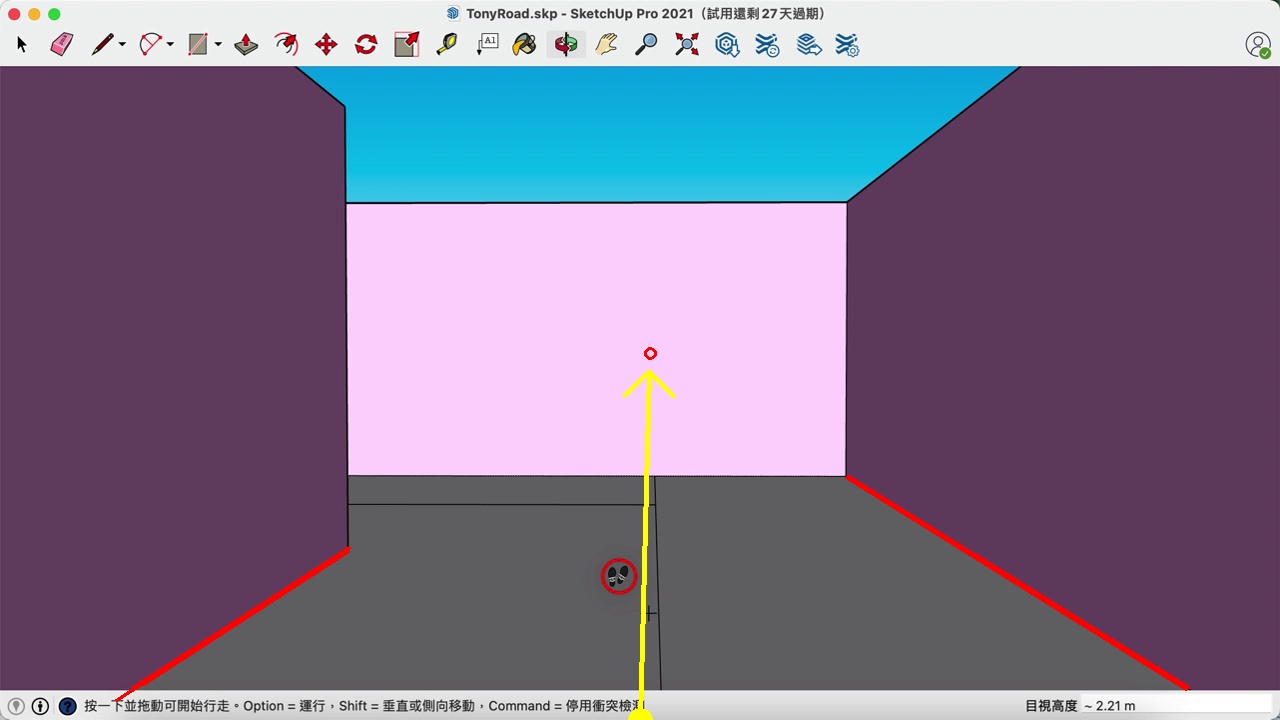 TonyRoad.skp - SketchUp Pro 2021（試用還剩 27 天過期）
A1
按一下並拖動可開始行走。Option = 運行，Shift = 垂直或側向移動，Command = 停用衝突檢測
目視高度 ~ 2.21 m